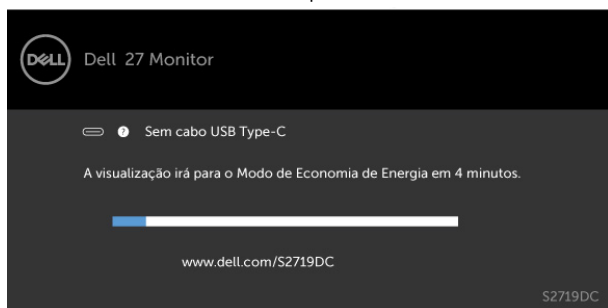 DELL
Dell 27 Monitor
? Sem cabo USB Type-C
A visualização irá para o Modo de Economia de Energia em 4 minutos.
www.dell.com/S2719DC
S2719DC